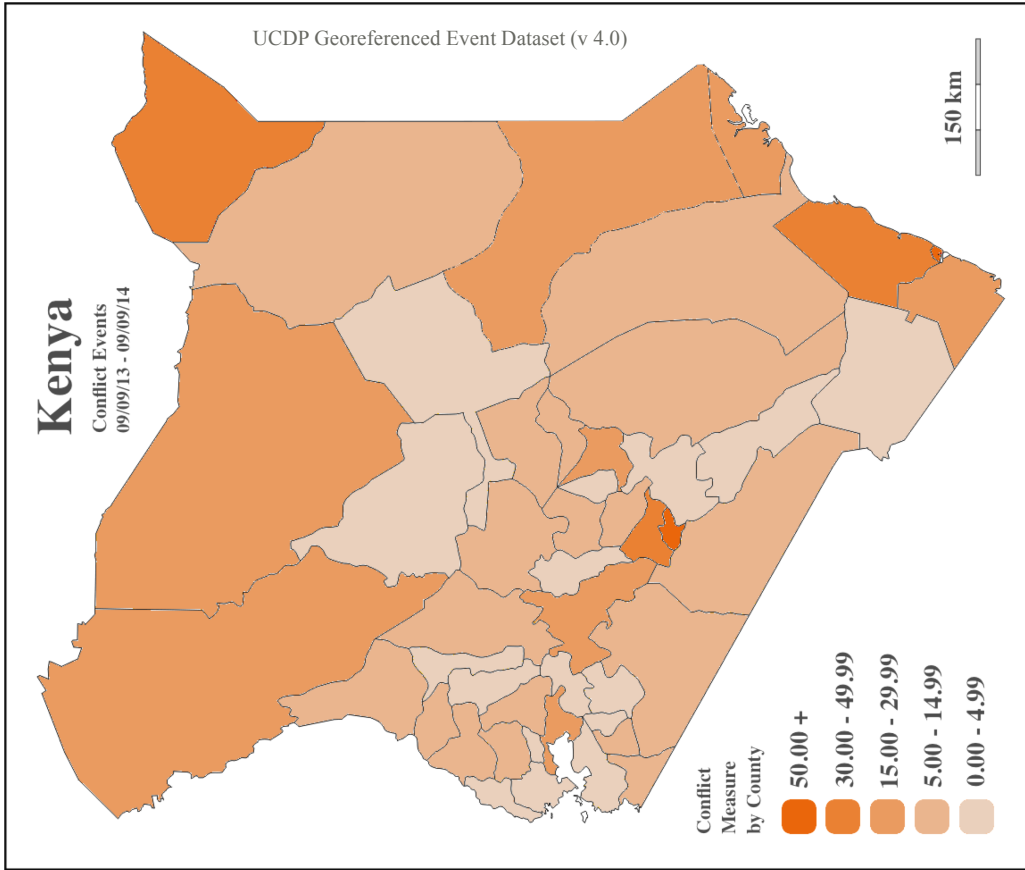 UCDP Georeferenced Event Dataset (v 4.0)
Kenya
Conflict Events
09/09/13 - 09/09/14
150 km
Conflict
Measure
by County
50.00 +
30.00 - 49.99
15.00 - 29.99
5.00 - 14.99
0.00 - 4.99